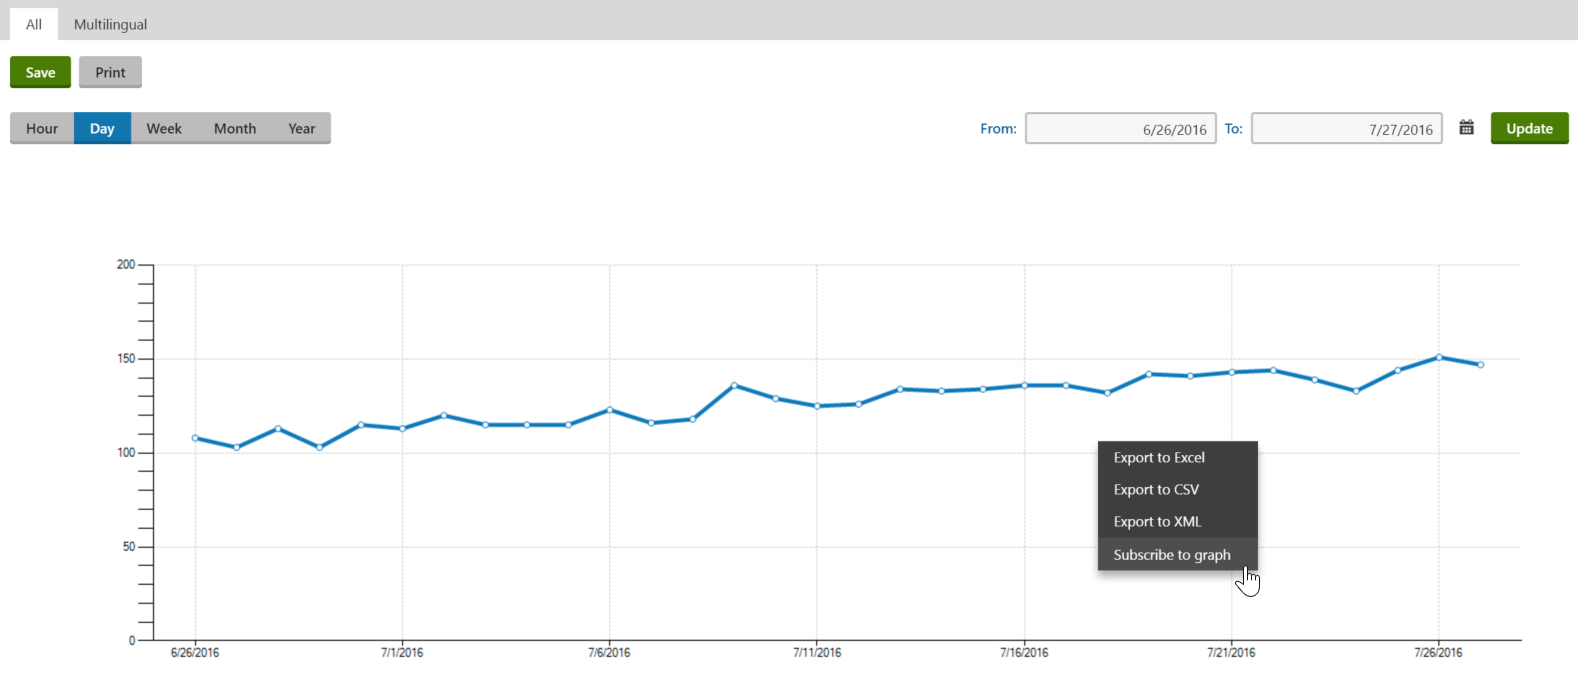 All Multilingual
Save Print
Hour Day Week Month Year From: 6/26/2016 To: 7/27/2016 Update
200
150
100
50
0
Export to Excel
Export to CSV
Export to XML
Subscribe to graph
6/26/2016 7/1/2016 7/6/2016 7/11/2016 7/16/2016 7/21/2016 7/26/2016